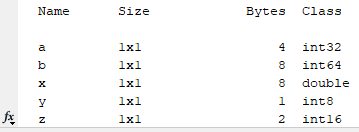 Name Size Bytes Class
a 1x1 4 int32
b 1x1 8 int64
x 1x1 8 double
y 1x1 1 int8
fx z 1x1 2 int16